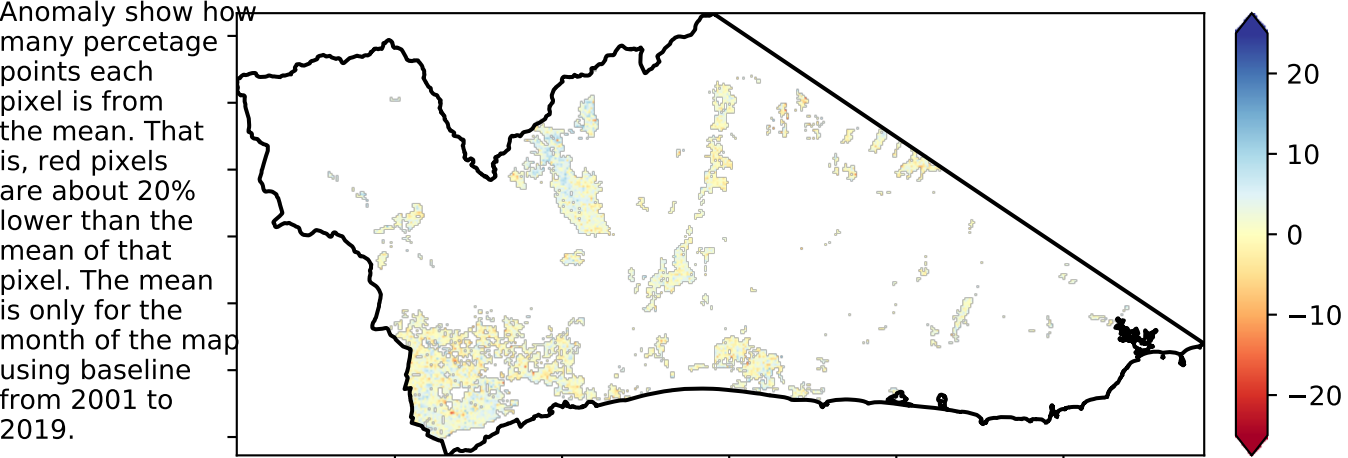 Anomaly show how
many percetage
points each
pixel is from
the mean. That
is, red pixels
are about 20%
lower than the
mean of that
pixel. The mean
is only for the
month of the map
using baseline
from 2001 to
2019.
20
10
0
−10
−20